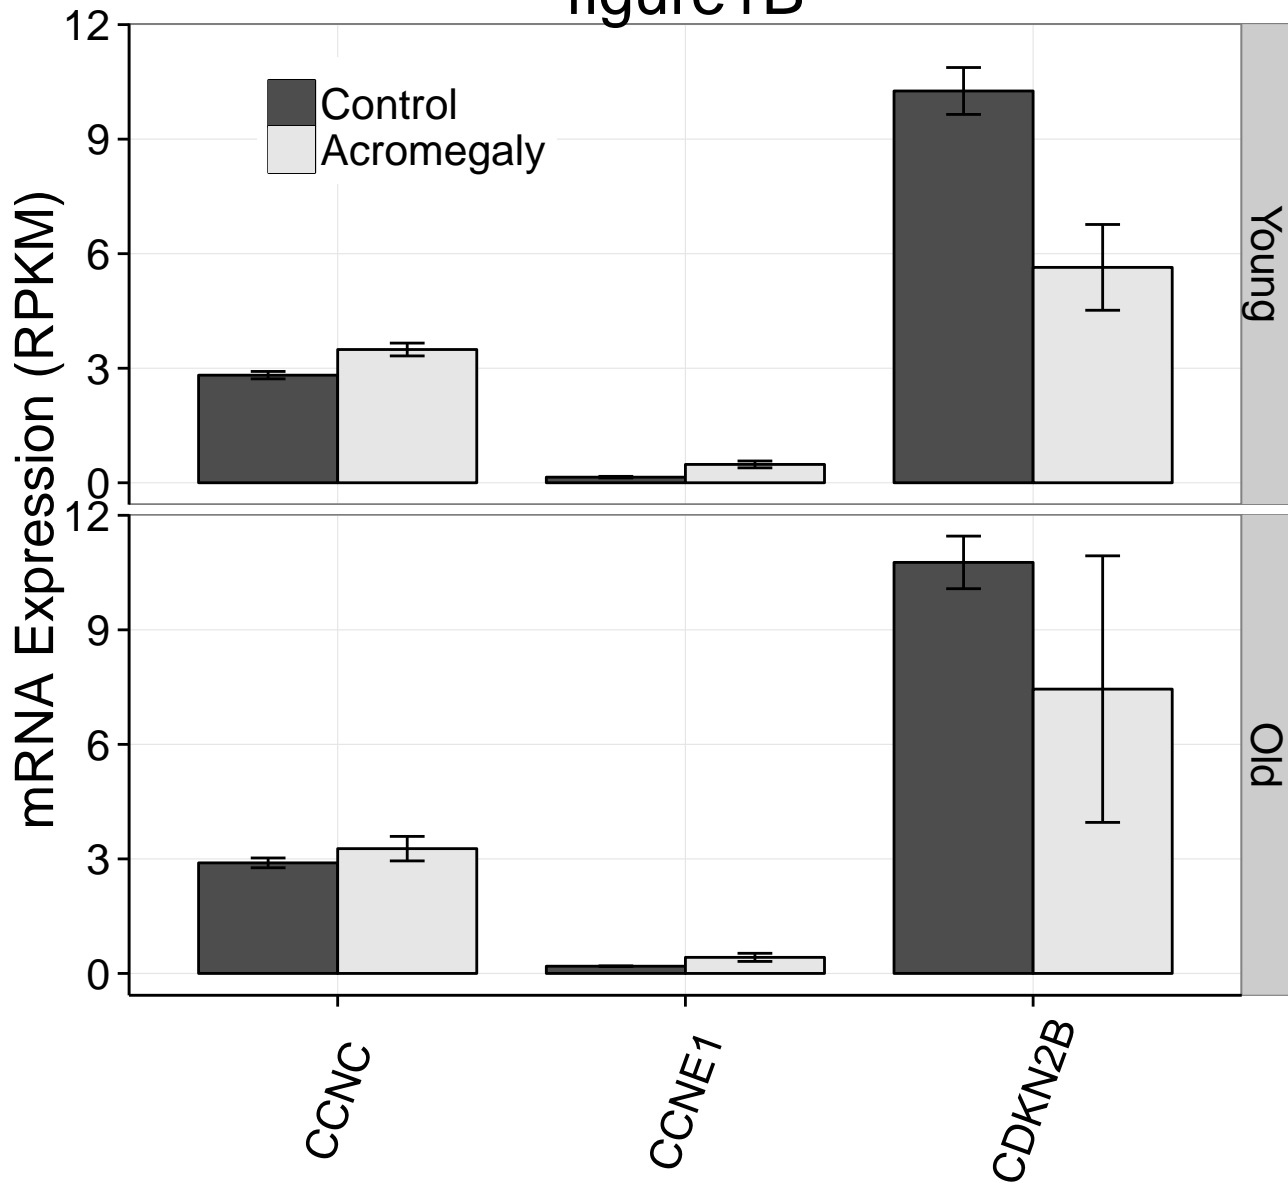 figure1B
mRNA Expression (RPKM)
12
9
6
3
0
Control
Acromegaly
Young
12
9
6
3
0
Old
CCNC
CCNE1
CDKN2B